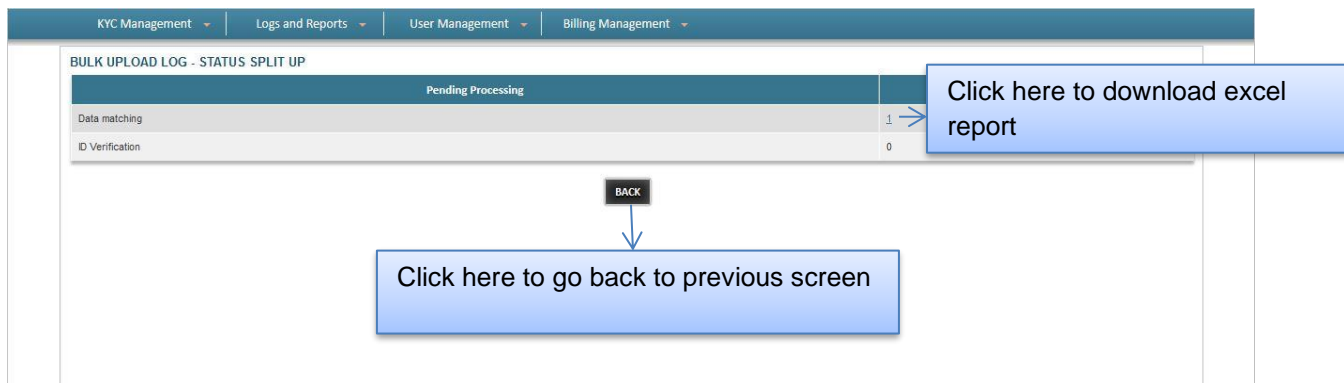 KYC Management Logs and Reports User Management Billing Management
BULK UPLOAD LOG - STATUS SPLIT UP
Pending Processing
Data matching 1
ID Verification 0
Click here to download excel
report
BACK
Click here to go back to previous screen